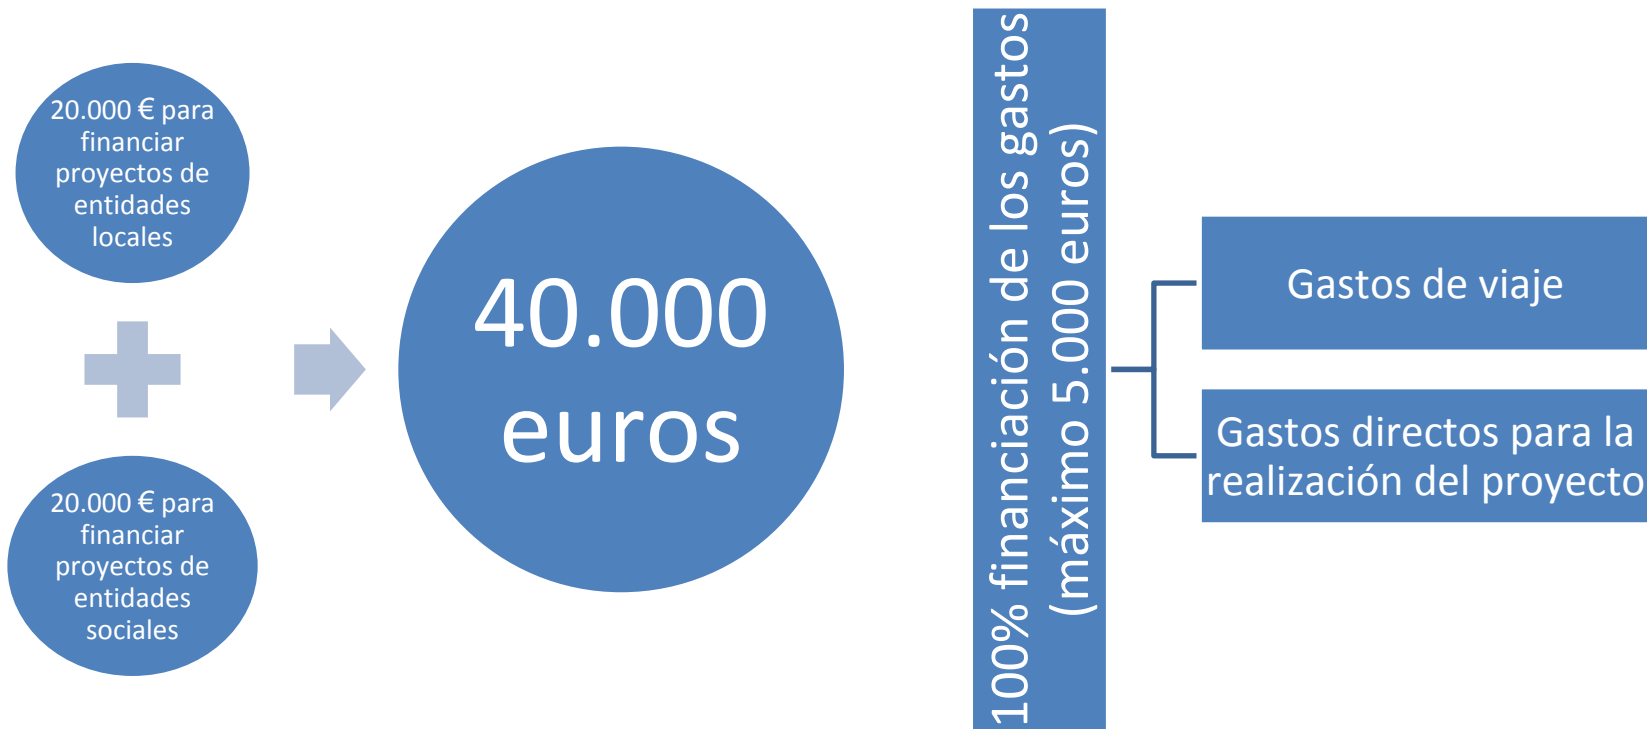 20.000 € para
financiar
proyectos de
entidades
locales
20.000 € para
financiar
proyectos de
entidades
sociales
40.000
euros
100% financiación de los gastos
(máximo 5.000 euros)
Gastos de viaje
Gastos directos para la
realización del proyecto